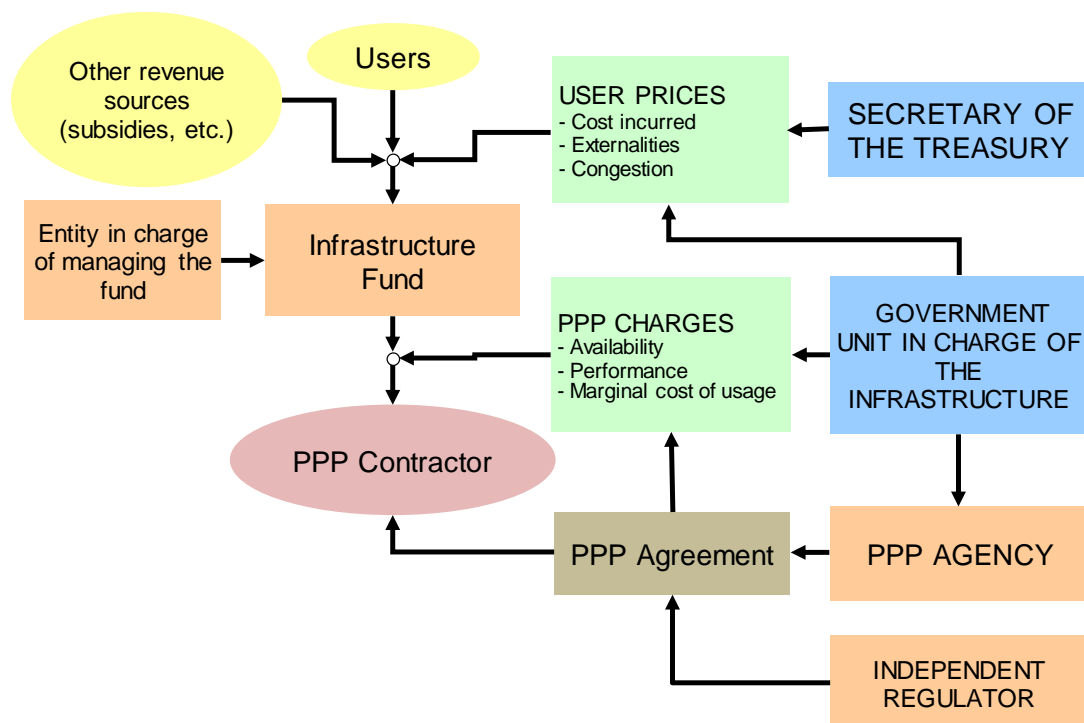 Other revenue
sources
(subsidies, etc.)
Users
USER PRICES
- Cost incurred
- Externalities
- Congestion
SECRETARY OF
THE TREASURY
Entity in charge
of managing the
fund
Infrastructure
Fund
PPP CHARGES
- Availability
- Performance
- Marginal cost of usage
GOVERNMENT
UNIT IN CHARGE OF
THE
INFRASTRUCTURE
PPP Contractor
PPP Agreement
PPP AGENCY
INDEPENDENT
REGULATOR